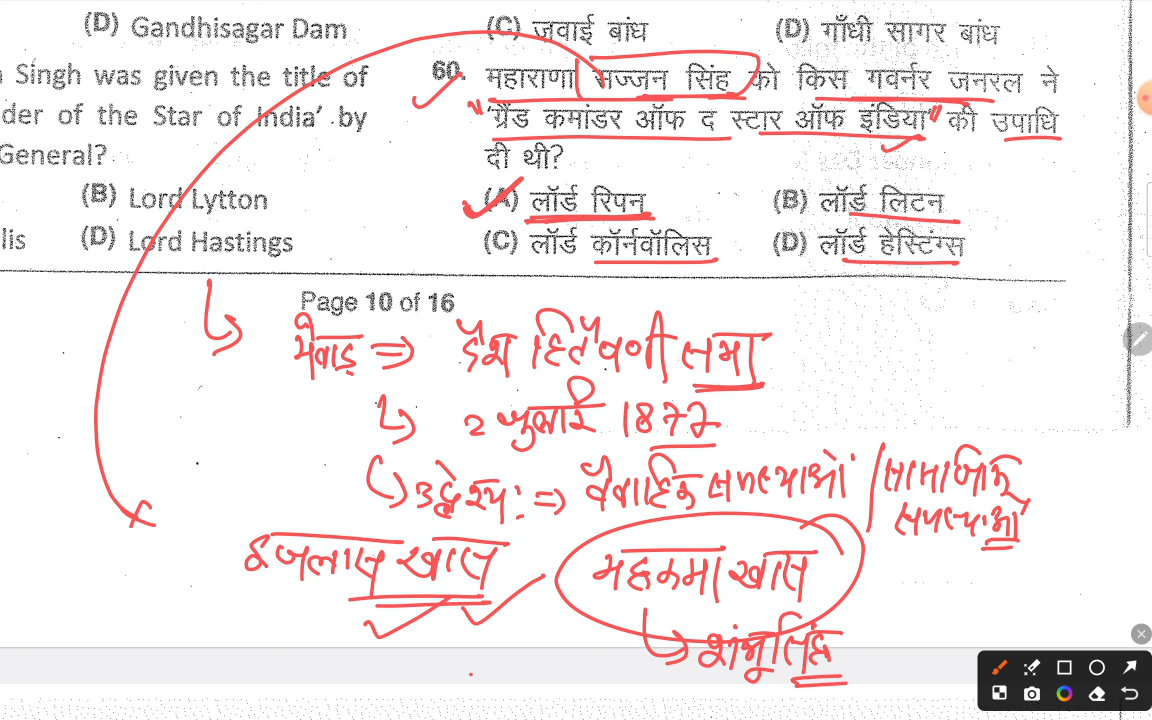 (D) Gandhisagar Dam
Singh was given the title of
der of the Star of India' by
General?
(B) Lord Lytton
lis (D) Lord Hastings
(C) जवाई बांध (D) गाँधी सागर बांध
60. महाराणा सज्जन सिंह को किस गवर्नर जनरल ने
"'ग्रैंड कमांडर ऑफ द स्टार ऑफ इंडिया'" की उपाधि
दी थी?
(A) लॉर्ड रिपन (B) लॉर्ड लिटन
(C) लॉर्ड कॉर्नवॉलिस (D) लॉर्ड हेस्टिंग्स
Page 10 of 16
मेवाड़ ⇒ देश हितैषणी सभा
2 जुलाई 1877
उद्देश्य: ⇒ वैवाहिक समस्याओं / सामाजिक
समस्याओं
इजलास खास महकमा खास
शंभुसिंह